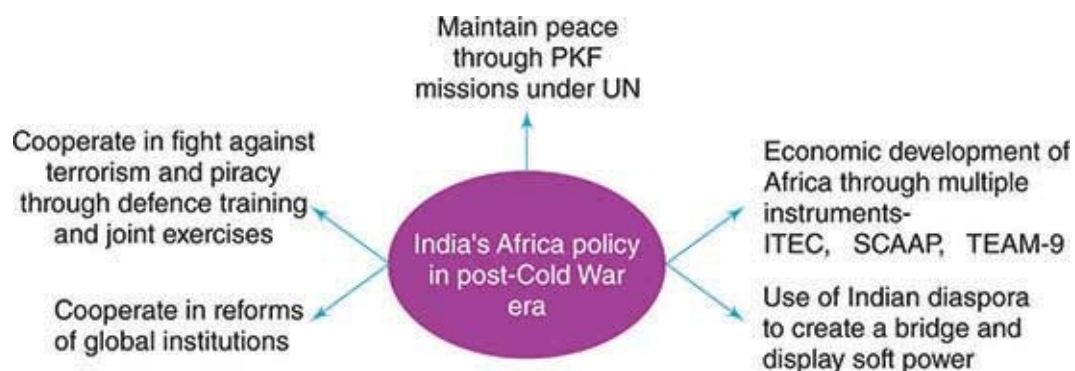 Maintain peace
through PKF
missions under UN
Cooperate in fight against
terrorism and piracy
through defence training
and joint exercises
Economic development of
Africa through multiple
instruments-
ITEC, SCAAP, TEAM-9
India's Africa policy
in post-Cold War
era
Cooperate in reforms
of global institutions
Use of Indian diaspora
to create a bridge and
display soft power